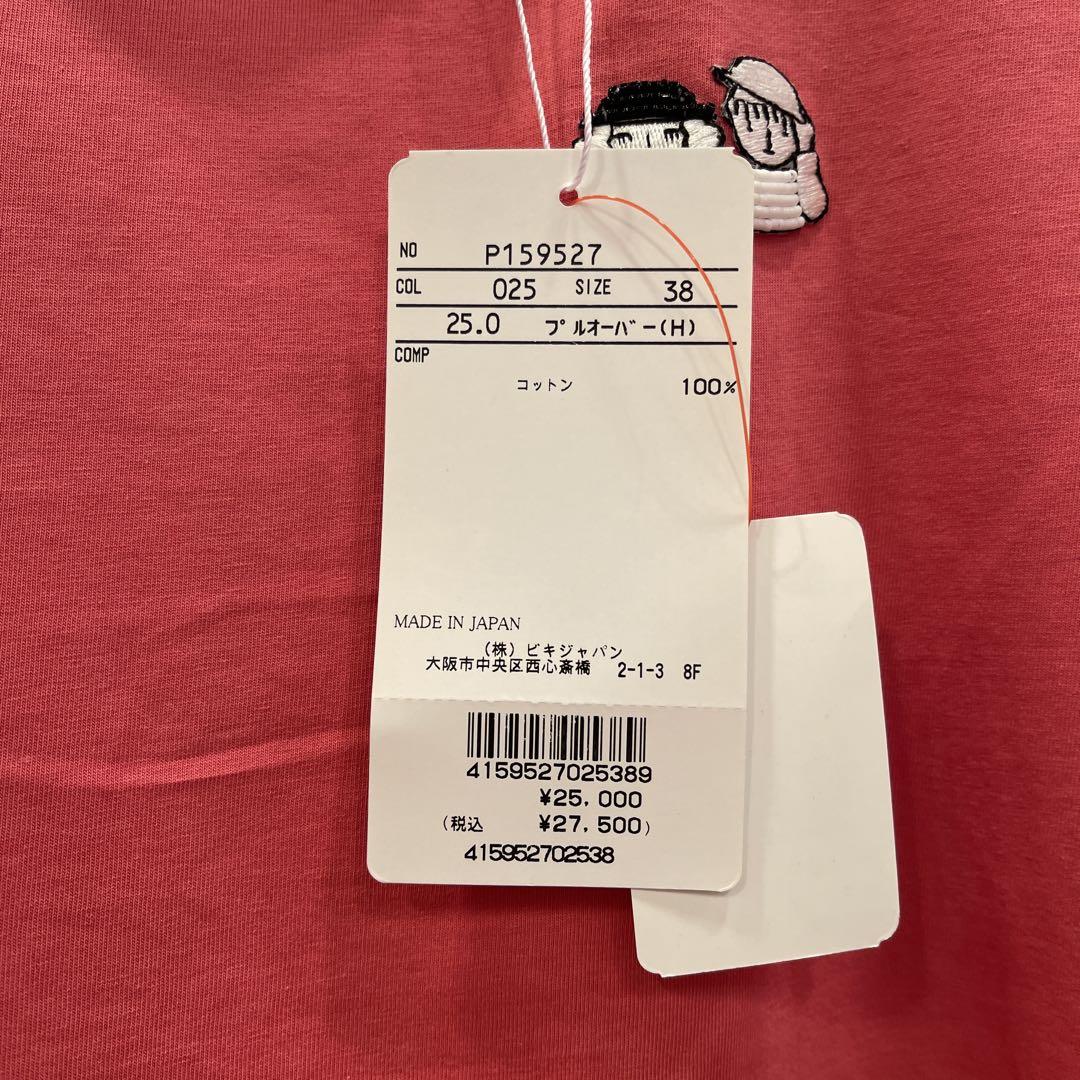 NO P159527
COL 025 SIZE 38
25.0 プルオーバー(H)
COMP
コットン 100%
MADE IN JAPAN
(株) ビキジャパン
大阪市中央区西心斎橋 2-1-3 8F
4159527025389
¥25,000
(税込 ¥27,500)
415952702538